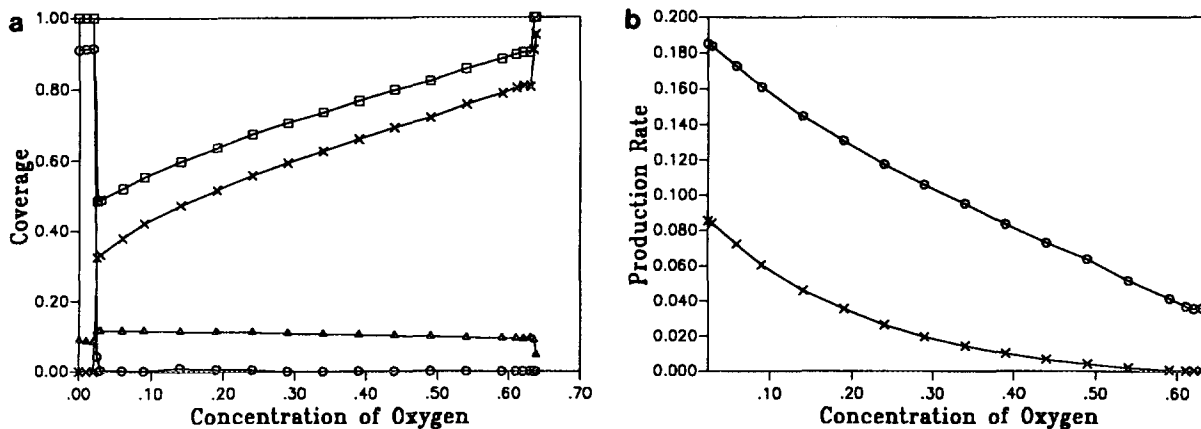 a
1.00
0.80
0.60
0.40
0.20
0.00
Coverage
.00 .10 .20 .30 .40 .50 .60 .70
Concentration of Oxygen
b
0.200
0.180
0.160
0.140
0.120
0.100
0.080
0.060
0.040
0.020
0.000
Production Rate
.10 .20 .30 .40 .50 .60
Concentration of Oxygen